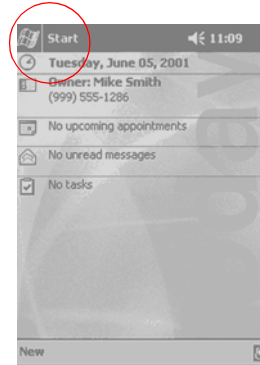 Start 11:09
Tuesday, June 05, 2001
Owner: Mike Smith
(999) 555-1286
No upcoming appointments
No unread messages
No tasks
New